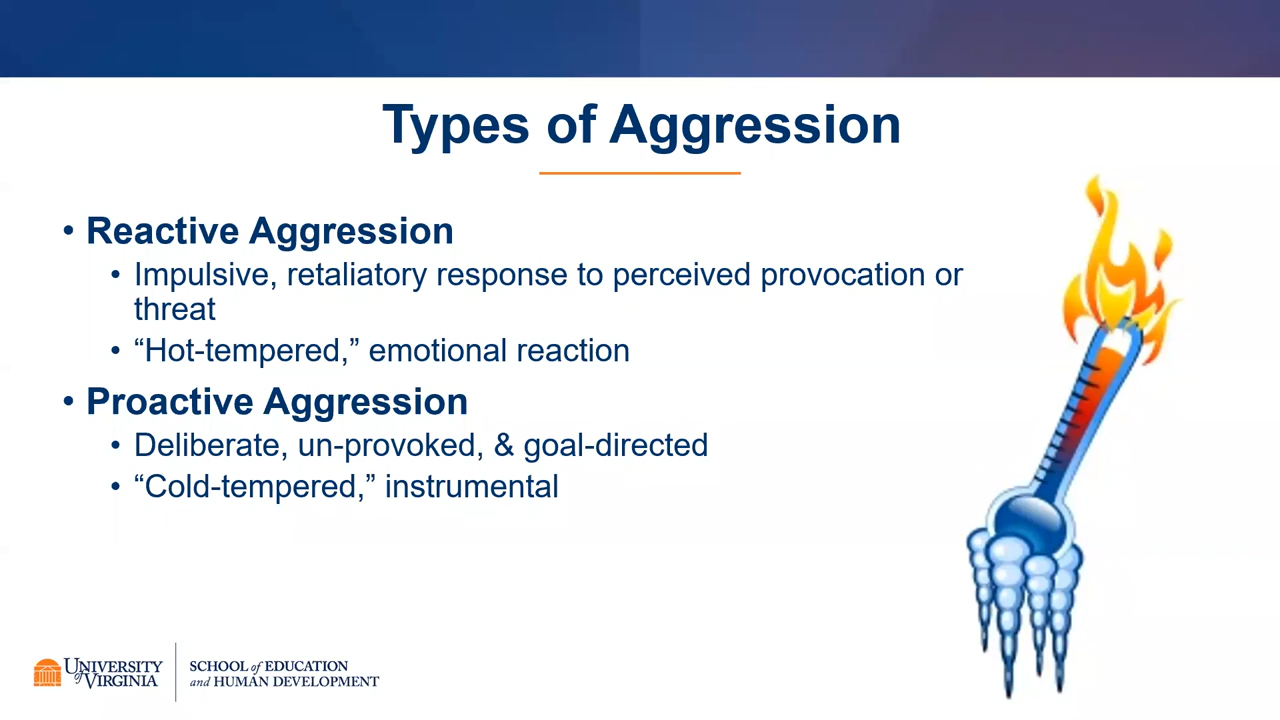 Types of Aggression
• Reactive Aggression
• Impulsive, retaliatory response to perceived provocation or
threat
• “Hot-tempered,” emotional reaction
• Proactive Aggression
• Deliberate, un-provoked, & goal-directed
• “Cold-tempered,” instrumental
UNIVERSITY
of VIRGINIA
SCHOOL of EDUCATION
and HUMAN DEVELOPMENT